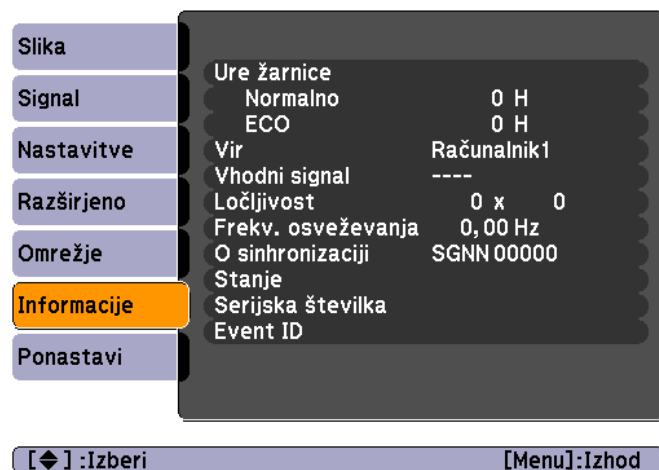 Slika
Signal
Nastavitve
Razširjeno
Omrežje
Informacije
Ponastavi
Ure žarnice
Normalno 0 H
ECO 0 H
Vir Računalnik1
Vhodni signal ----
Ločljivost 0 x 0
Frekv. osveževanja 0,00 Hz
O sinhronizaciji SGNN 00000
Stanje
Serijska številka
Event ID
[◆] :Izberi [Menu]:Izhod